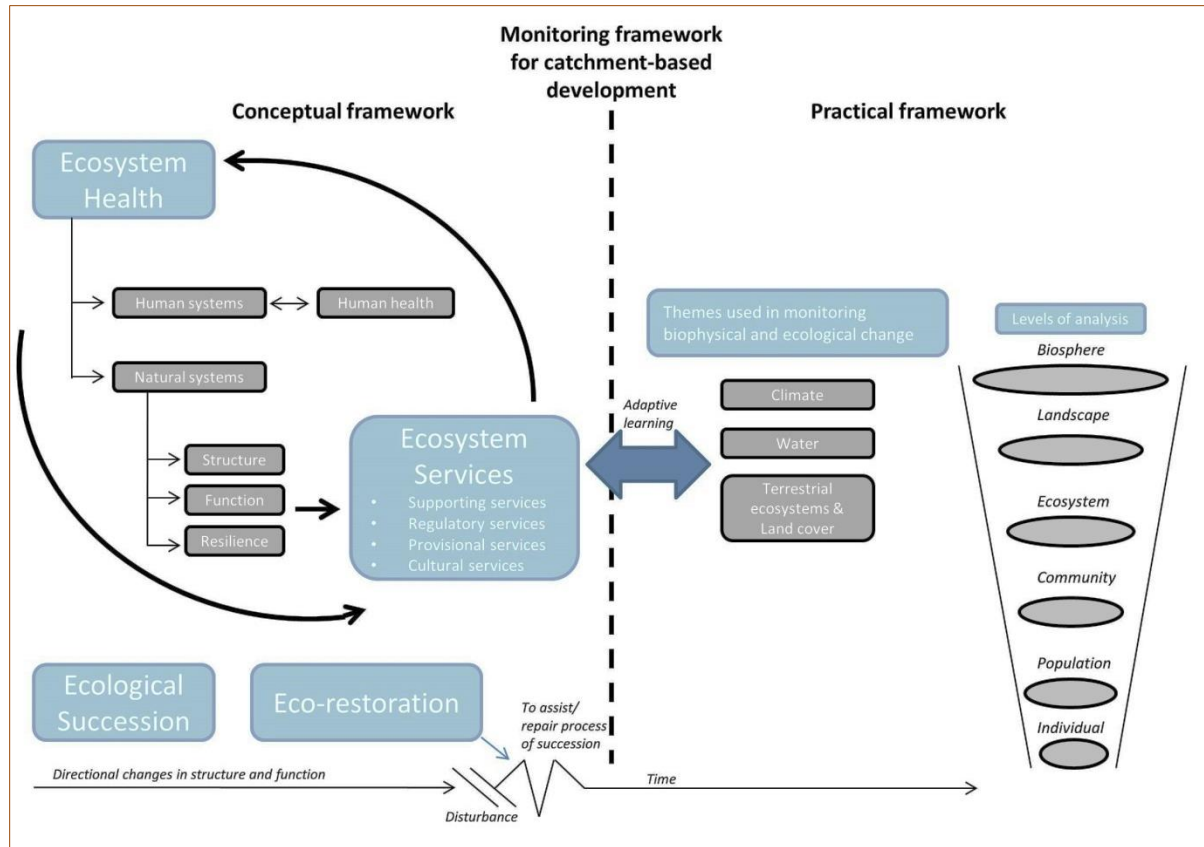 Monitoring framework
for catchment-based
development
Conceptual framework
Practical framework
Ecosystem
Health
Human systems
Human health
Natural systems
Structure
Function
Resilience
Ecosystem
Services
• Supporting services
• Regulatory services
• Provisional services
• Cultural services
Adaptive
learning
Themes used in monitoring
biophysical and ecological change
Climate
Water
Terrestrial
ecosystems &
Land cover
Levels of analysis
Biosphere
Landscape
Ecosystem
Community
Population
Individual
Ecological
Succession
Eco-restoration
To assist/
repair process
of succession
Directional changes in structure and function
Disturbance
Time